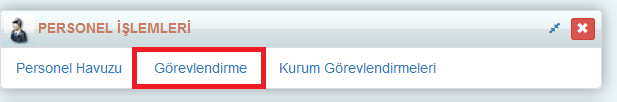 PERSONEL İŞLEMLERİ
Personel Havuzu Görevlendirme Kurum Görevlendirmeleri